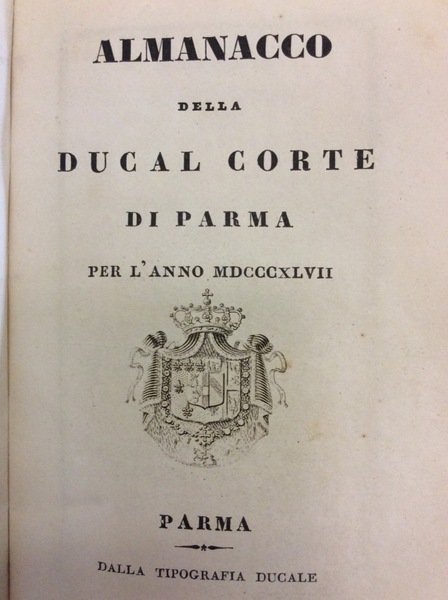 ALMANACCO
DELLA
DUCAL CORTE
DI PARMA
PER L'ANNO MDCCCXLVII
PARMA
DALLA TIPOGRAFIA DUCALE